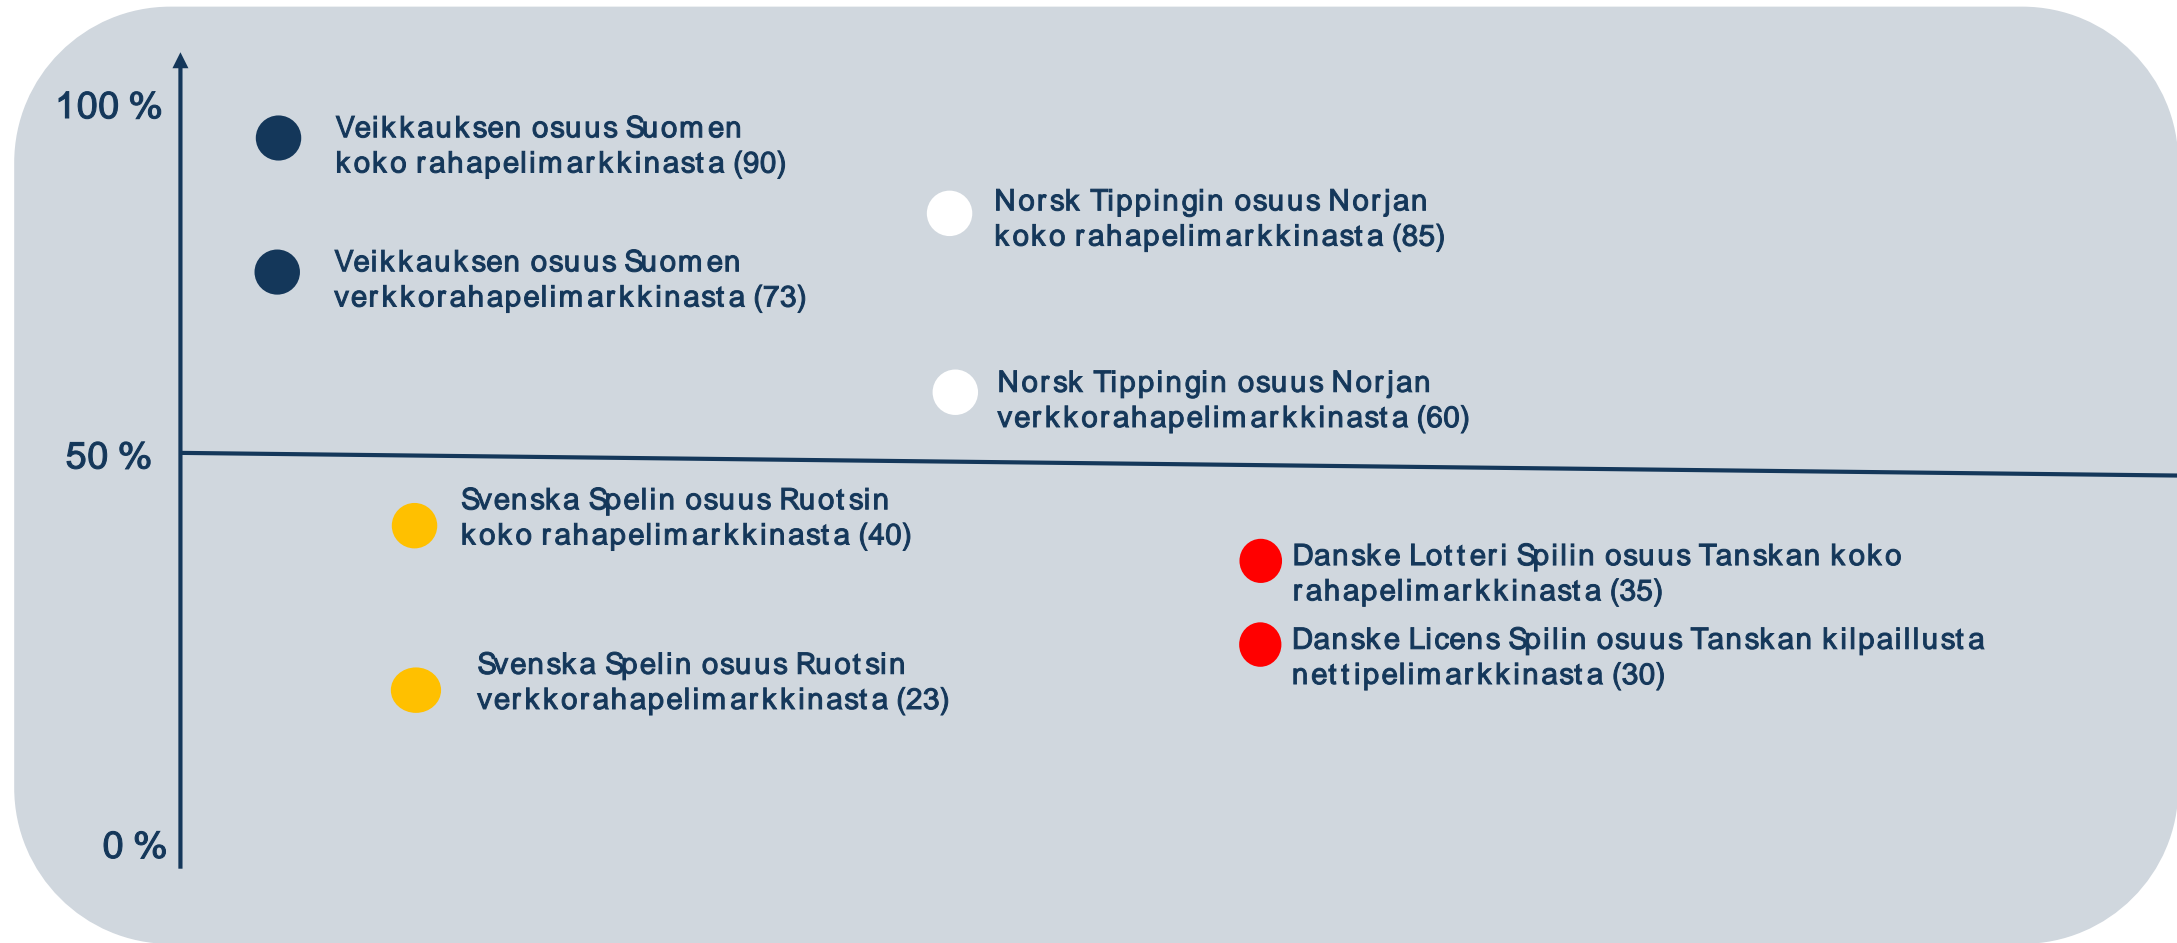 100 %
Veikkauksen osuus Suomen
koko rahapelimarkkinasta (90)
Norsk Tippingin osuus Norjan
koko rahapelimarkkinasta (85)
Veikkauksen osuus Suomen
verkkorahapelimarkkinasta (73)
Norsk Tippingin osuus Norjan
verkkorahapelimarkkinasta (60)
50 %
Svenska Spelin osuus Ruotsin
koko rahapelimarkkinasta (40)
Danske Lotteri Spilin osuus Tanskan koko
rahapelimarkkinasta (35)
Danske Licens Spilin osuus Tanskan kilpaillusta
nettipelimarkkinasta (30)
Svenska Spelin osuus Ruotsin
verkkorahapelimarkkinasta (23)
0 %